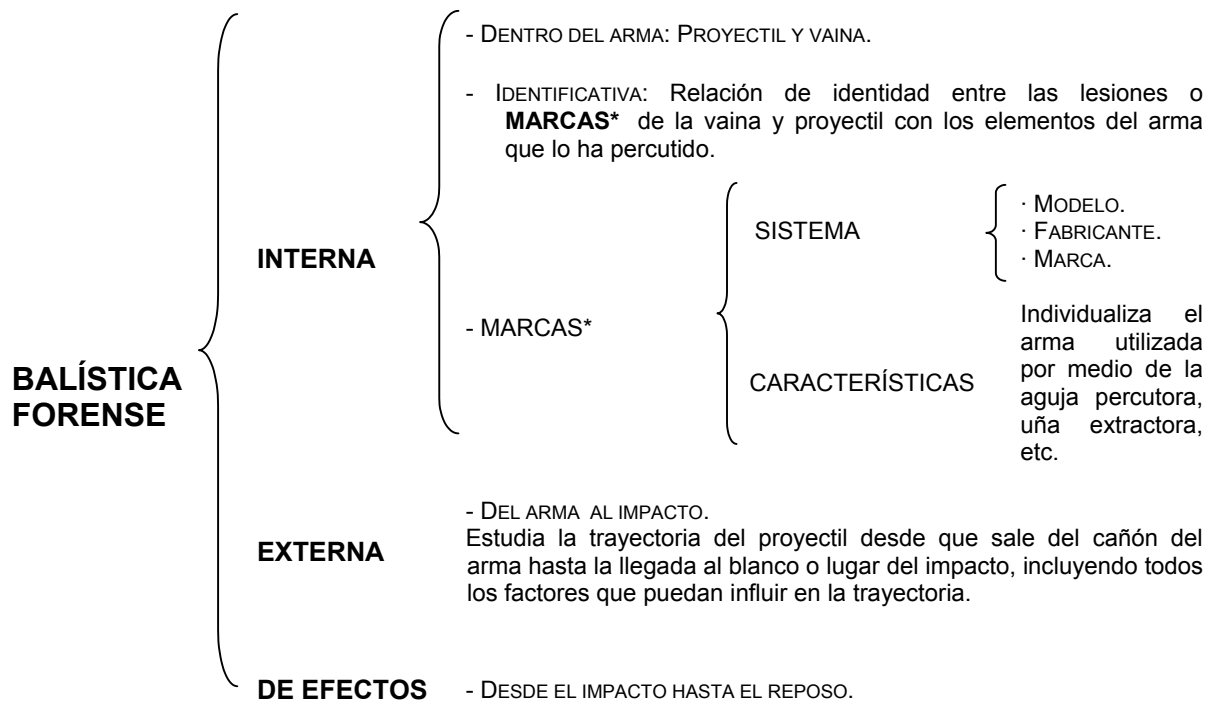 BALÍSTICA
FORENSE
INTERNA
- DENTRO DEL ARMA: PROYECTIL Y VAINA.
- IDENTIFICATIVA: Relación de identidad entre las lesiones o
MARCAS* de la vaina y proyectil con los elementos del arma
que lo ha percutido.
- MARCAS*
SISTEMA
· MODELO.
· FABRICANTE.
· MARCA.
CARACTERÍSTICAS
Individualiza el
arma utilizada
por medio de la
aguja percutora,
uña extractora,
etc.
EXTERNA
- DEL ARMA AL IMPACTO.
Estudia la trayectoria del proyectil desde que sale del cañón del
arma hasta la llegada al blanco o lugar del impacto, incluyendo todos
los factores que puedan influir en la trayectoria.
DE EFECTOS
- DESDE EL IMPACTO HASTA EL REPOSO.